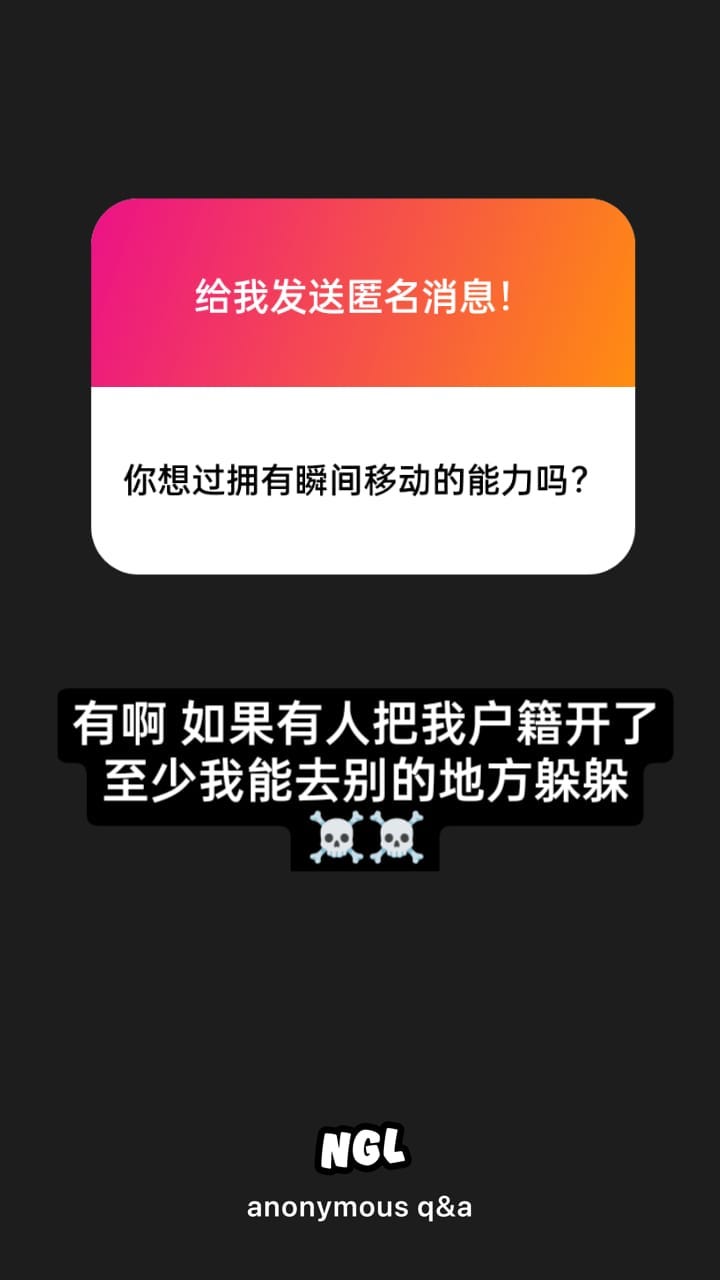 给我发送匿名消息！
你想过拥有瞬间移动的能力吗？
有啊 如果有人把我户籍开了
至少我能去别的地方躲躲
☠️☠️
NGL
anonymous q&a